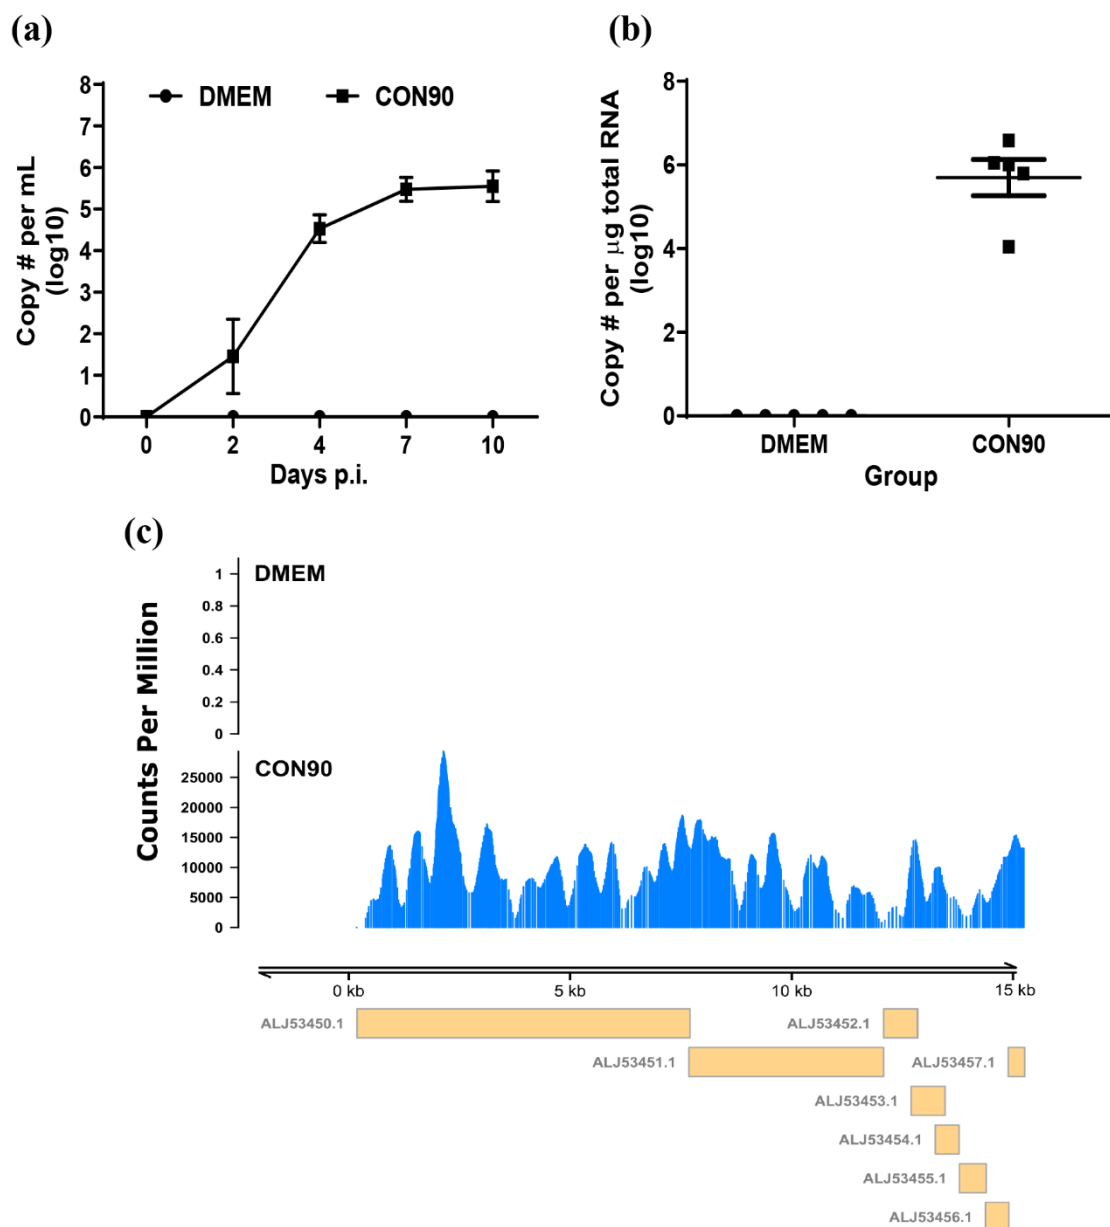 (a)
DMEM
CON90
Copy # per mL
(log10)
8
7
6
5
4
3
2
1
0
0 2 4 7 10
Days p.i.
(b)
Copy # per µg total RNA
(log10)
8
6
4
2
0
DMEM CON90
Group
(c)
Counts Per Million
DMEM
1
0.8
0.6
0.4
0.2
0
CON90
25000
20000
15000
10000
5000
0
0 kb 5 kb 10 kb 15 kb
ALJ53450.1
ALJ53452.1
ALJ53451.1
ALJ53457.1
ALJ53453.1
ALJ53454.1
ALJ53455.1
ALJ53456.1